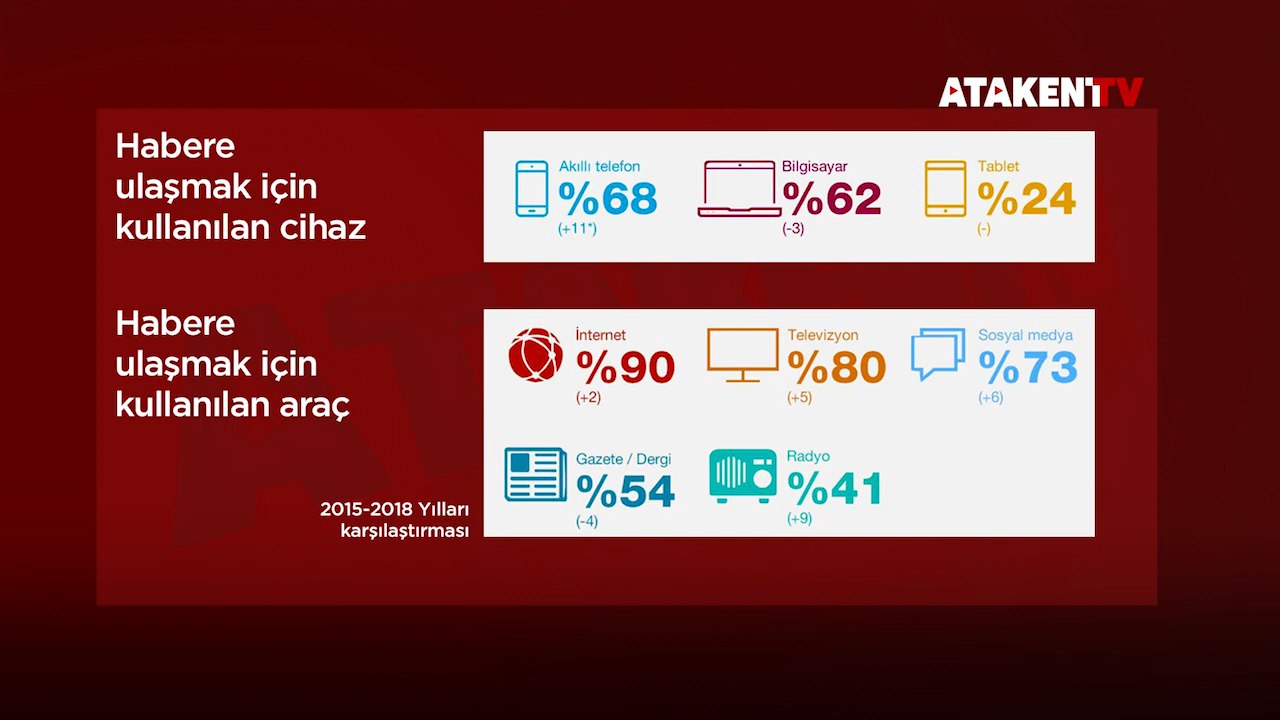 ATAKENT TV
Habere
ulaşmak için
kullanılan cihaz
Akıllı telefon
%68
(+11*)
Bilgisayar
%62
(-3)
Tablet
%24
(-)
Habere
ulaşmak için
kullanılan araç
İnternet
%90
(+2)
Televizyon
%80
(+5)
Sosyal medya
%73
(+6)
Gazete / Dergi
%54
(-4)
Radyo
%41
(+9)
2015-2018 Yılları
karşılaştırması